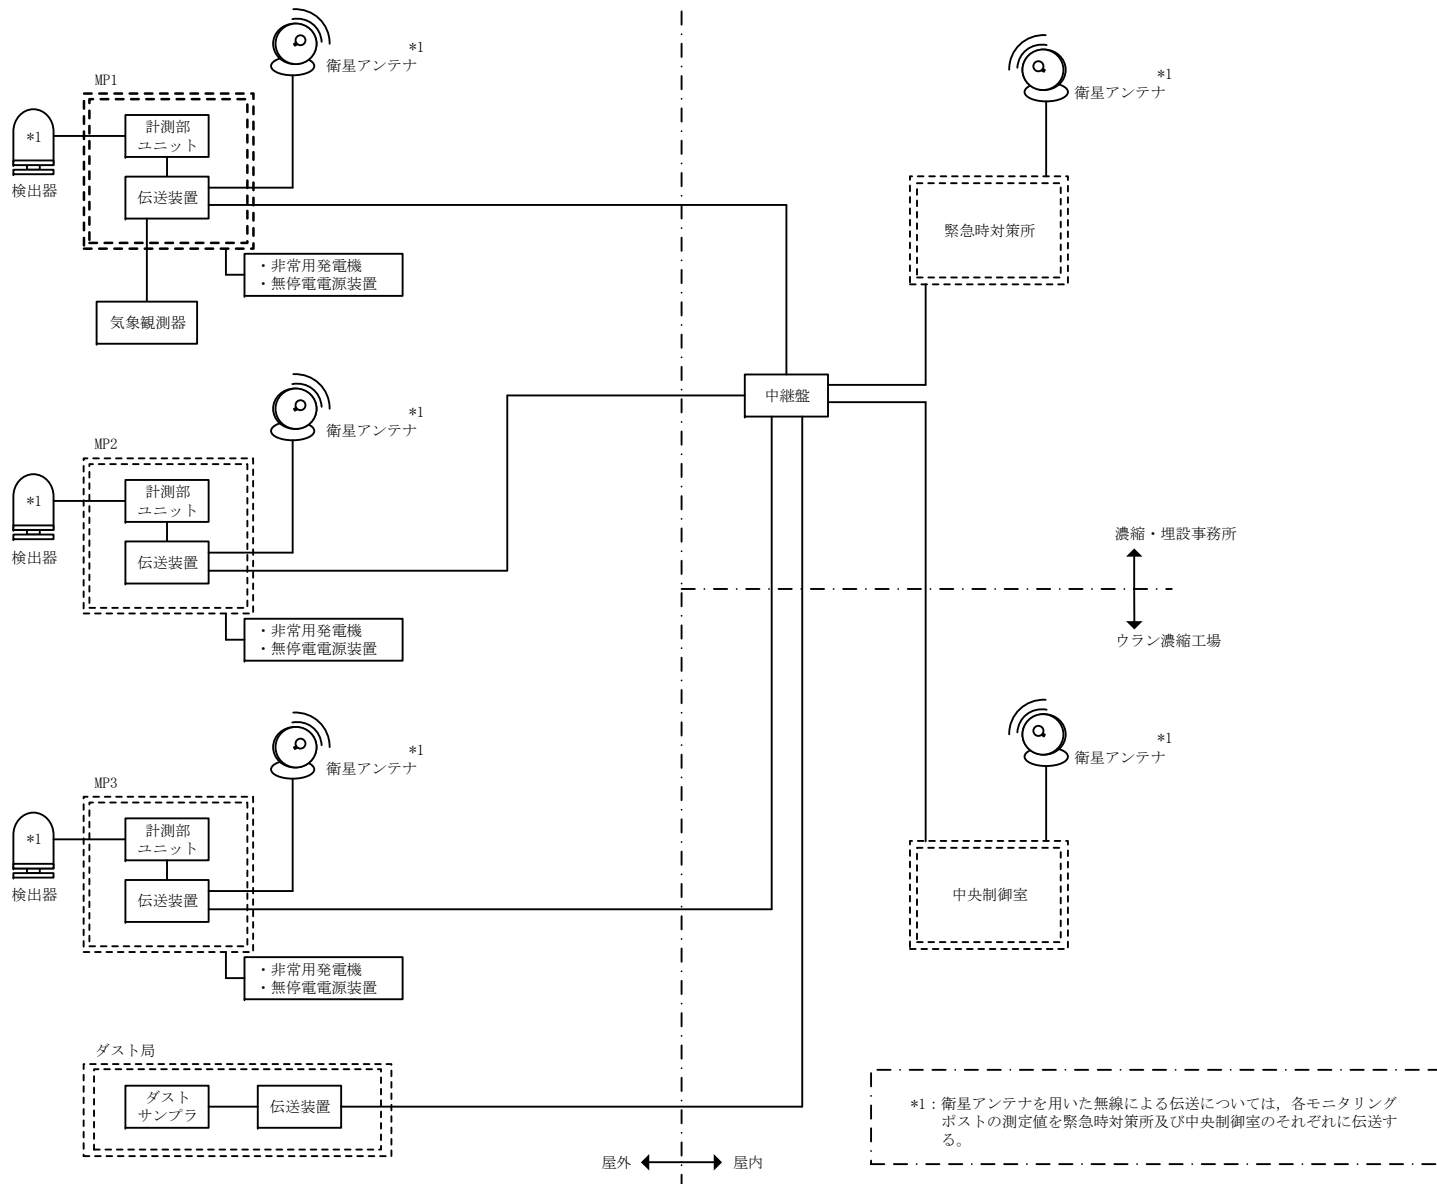 *1
衛星アンテナ
MP1
計測部
ユニット
*1
検出器
伝送装置
・非常用発電機
・無停電電源装置
気象観測器
*1
衛星アンテナ
緊急時対策所
中継盤
*1
衛星アンテナ
MP2
計測部
ユニット
*1
検出器
伝送装置
・非常用発電機
・無停電電源装置
濃縮・埋設事務所
ウラン濃縮工場
*1
衛星アンテナ
MP3
計測部
ユニット
*1
検出器
伝送装置
・非常用発電機
・無停電電源装置
*1
衛星アンテナ
中央制御室
ダスト局
ダスト
サンプラ
伝送装置
屋外
屋内
*1：衛星アンテナを用いた無線による伝送については，各モニタリング
ポストの測定値を緊急時対策所及び中央制御室のそれぞれに伝送す
る。